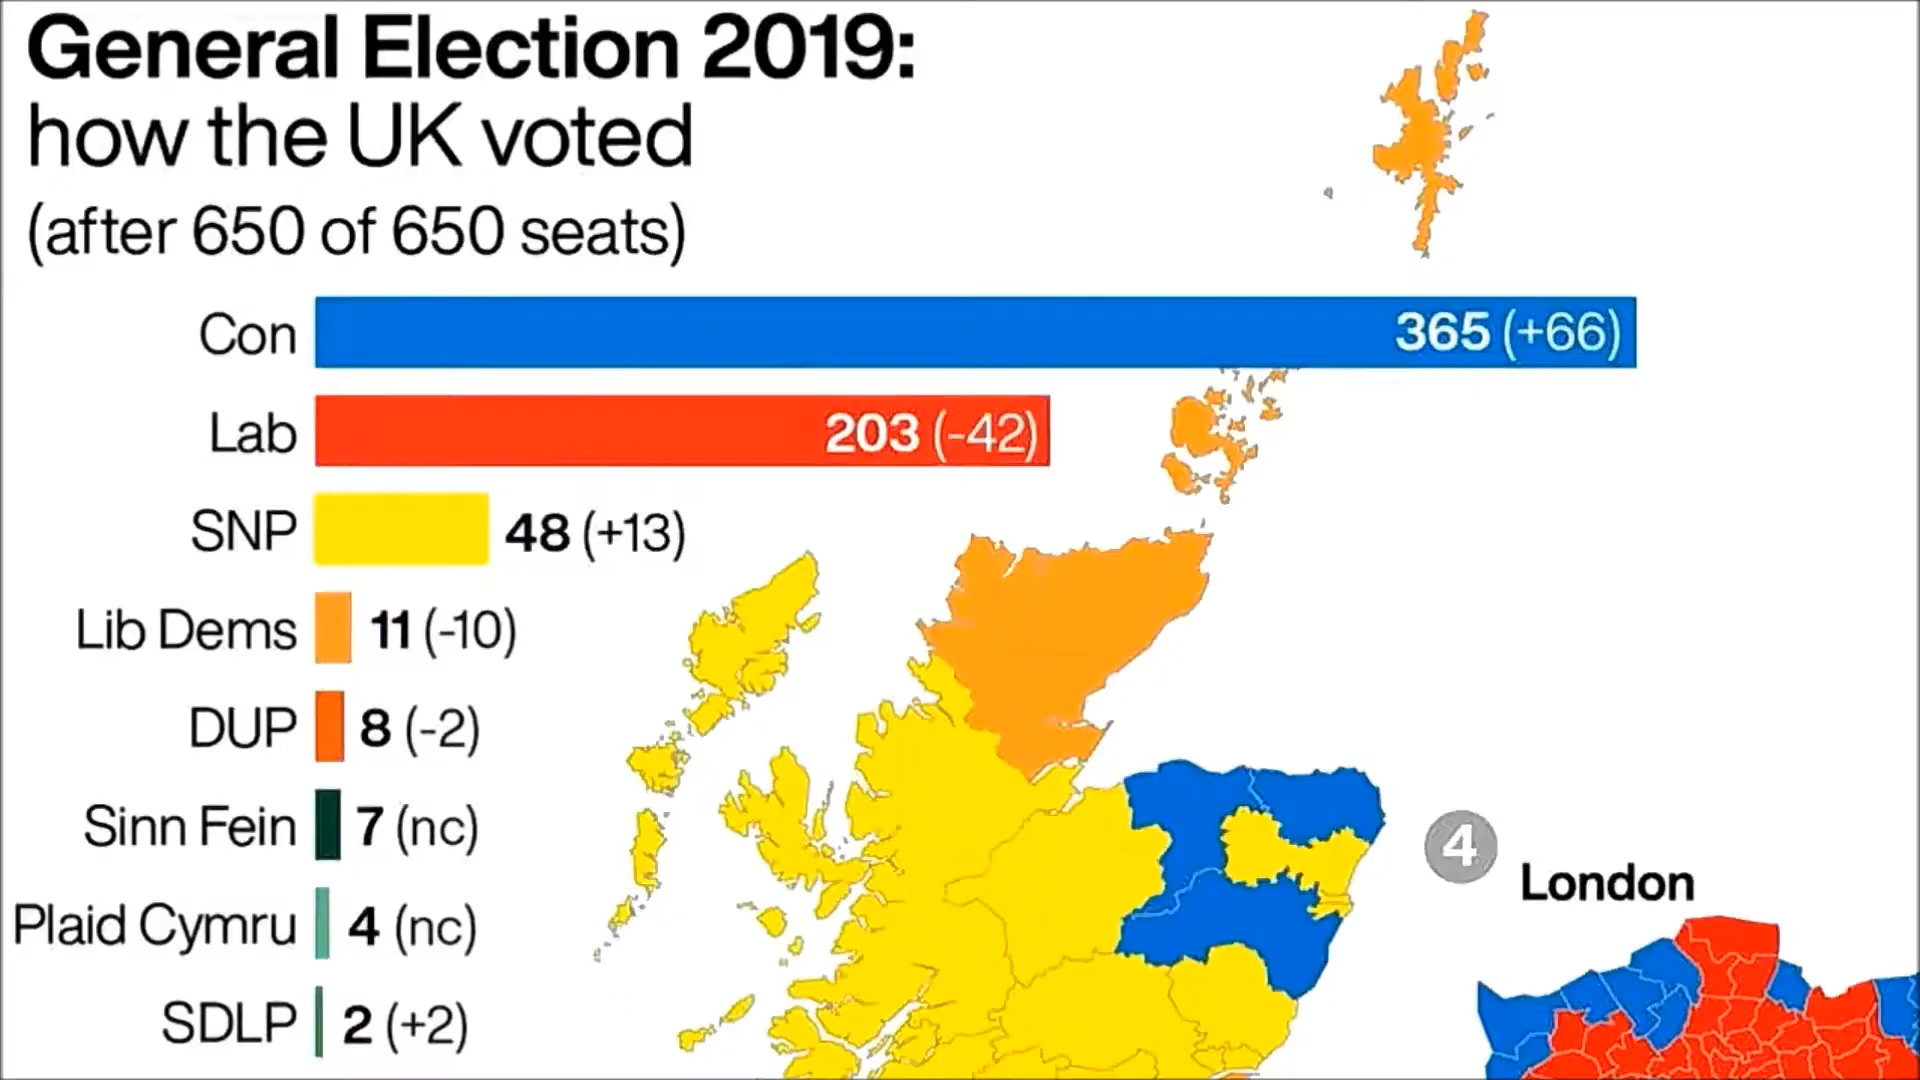 General Election 2019:
how the UK voted
(after 650 of 650 seats)
Con 365 (+66)
Lab 203 (-42)
SNP 48 (+13)
Lib Dems 11 (-10)
DUP 8 (-2)
Sinn Fein 7 (nc)
Plaid Cymru 4 (nc)
SDLP 2 (+2)
4
London